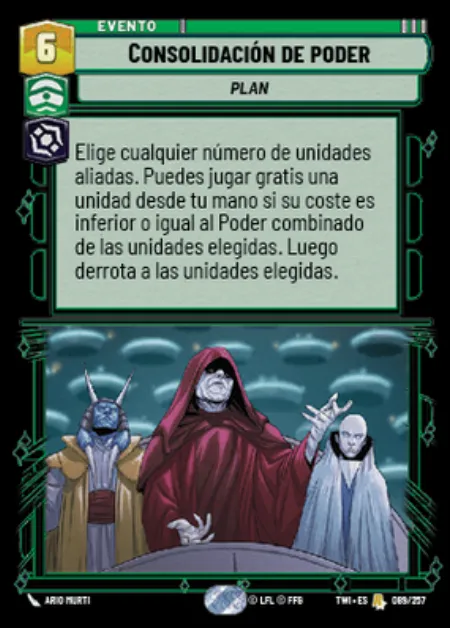 EVENTO
6
CONSOLIDACIÓN DE PODER
PLAN
Elige cualquier número de unidades
aliadas. Puedes jugar gratis una
unidad desde tu mano si su coste es
inferior o igual al Poder combinado
de las unidades elegidas. Luego
derrota a las unidades elegidas.
ARIO MURTI
© LFL © FFG
TWI•ES
089/257